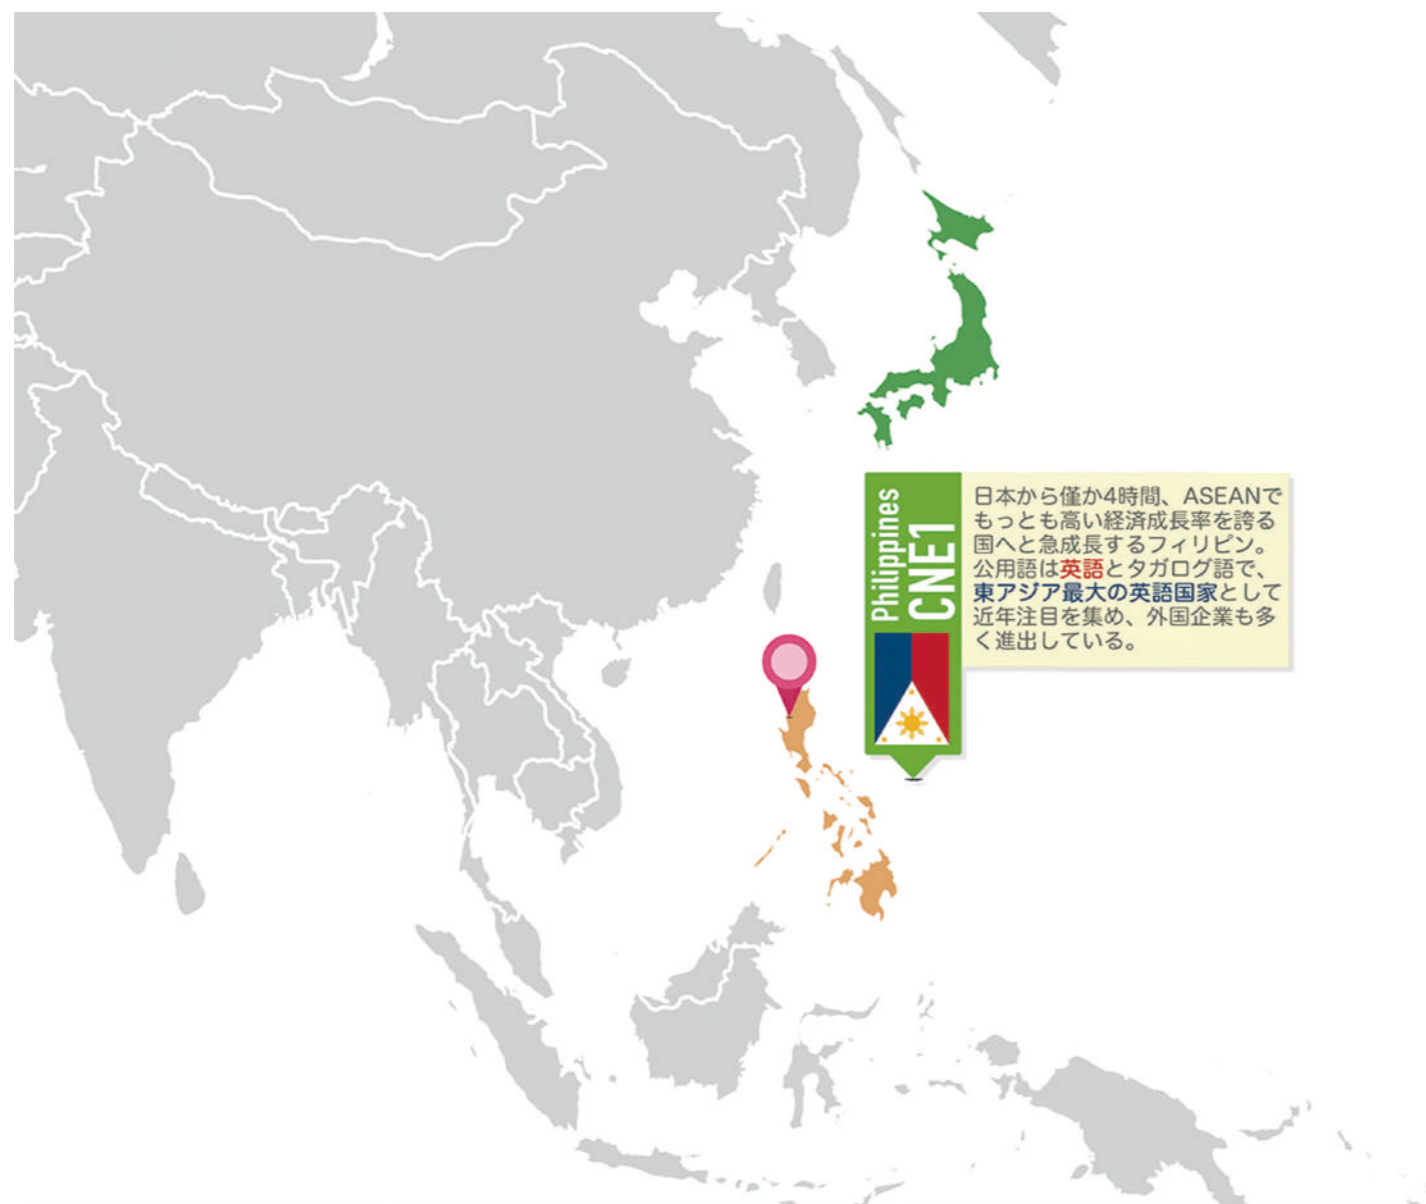 Philippines
CNE1
日本から僅か4時間、ASEANで
もっとも高い経済成長率を誇る
国へと急成長するフィリピン。
公用語は英語とタガログ語で、
東アジア最大の英語国家として
近年注目を集め、外国企業も多
く進出している。